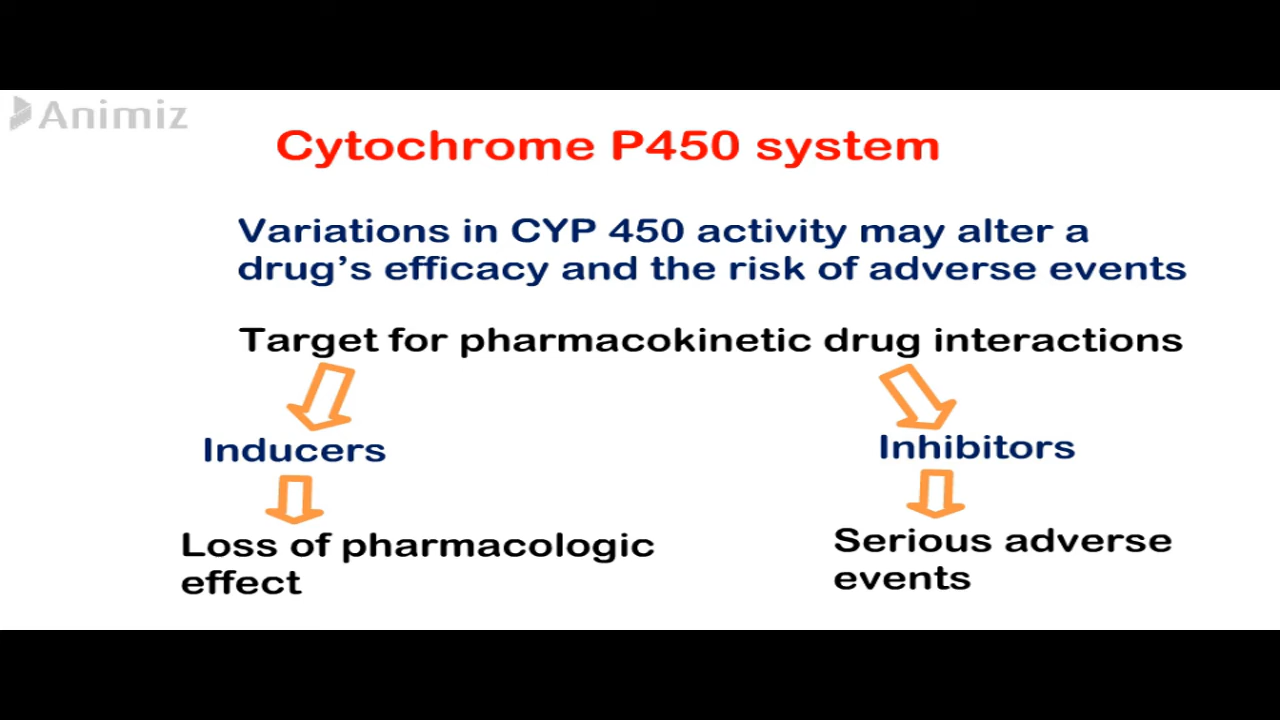 Animiz
Cytochrome P450 system
Variations in CYP 450 activity may alter a
drug’s efficacy and the risk of adverse events
Target for pharmacokinetic drug interactions
Inducers
Inhibitors
Loss of pharmacologic
effect
Serious adverse
events